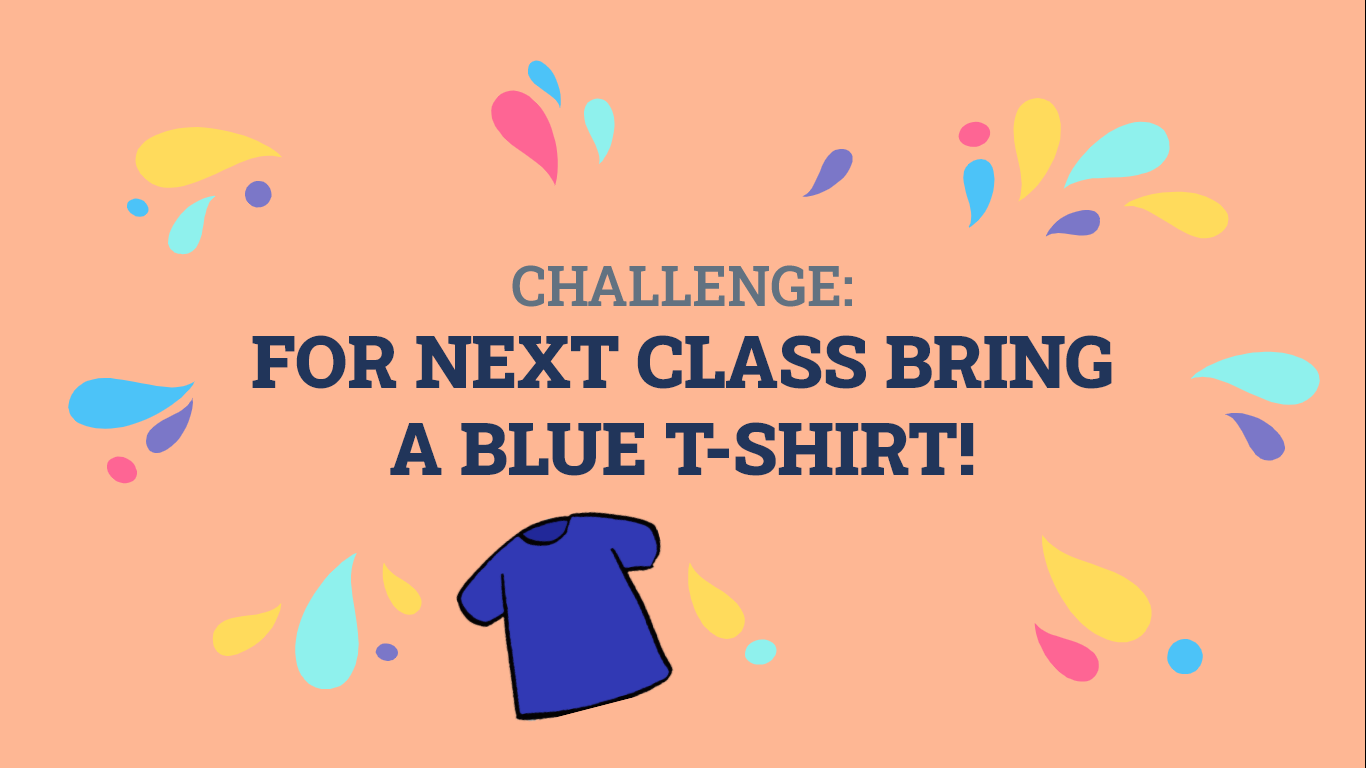 CHALLENGE:
FOR NEXT CLASS BRING
A BLUE T-SHIRT!